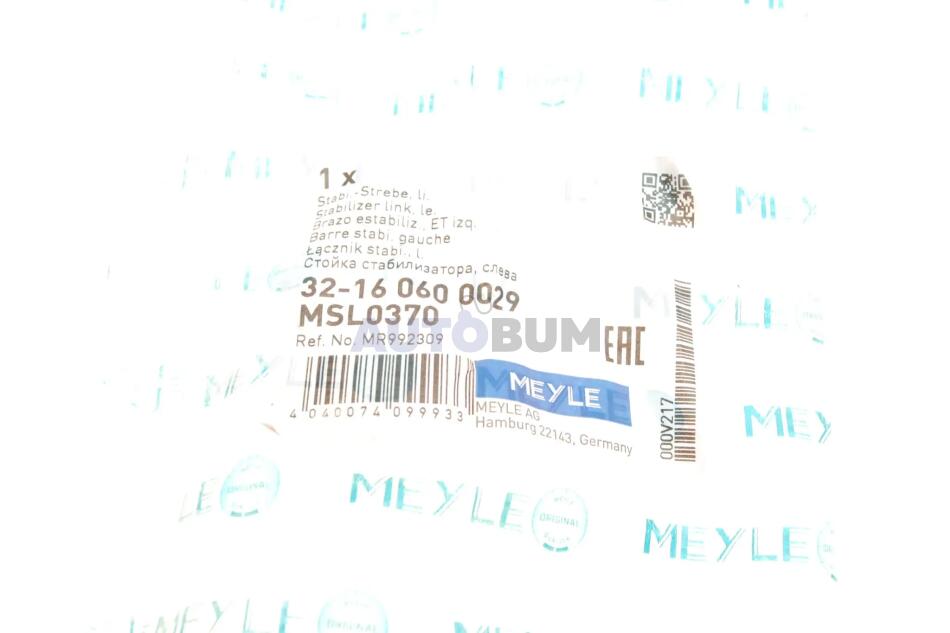 MEYLE
1 x
Stabi.-Strebe, li.
Stabilizer link, le.
Brazo estabiliz., ET izq.
Barre stabi. gauche
Łącznik stabi., l.
Стойка стабилизатора, слева
32-16 060 0029
MSL0370
AUTOBUM
Ref. No. MR992309
EAC
4 040074 099933
MEYLE
MEYLE AG
Hamburg 22143, Germany
000V217
MEYLE
MEYLE
ORIGINAL
MEYLE
MEYLE